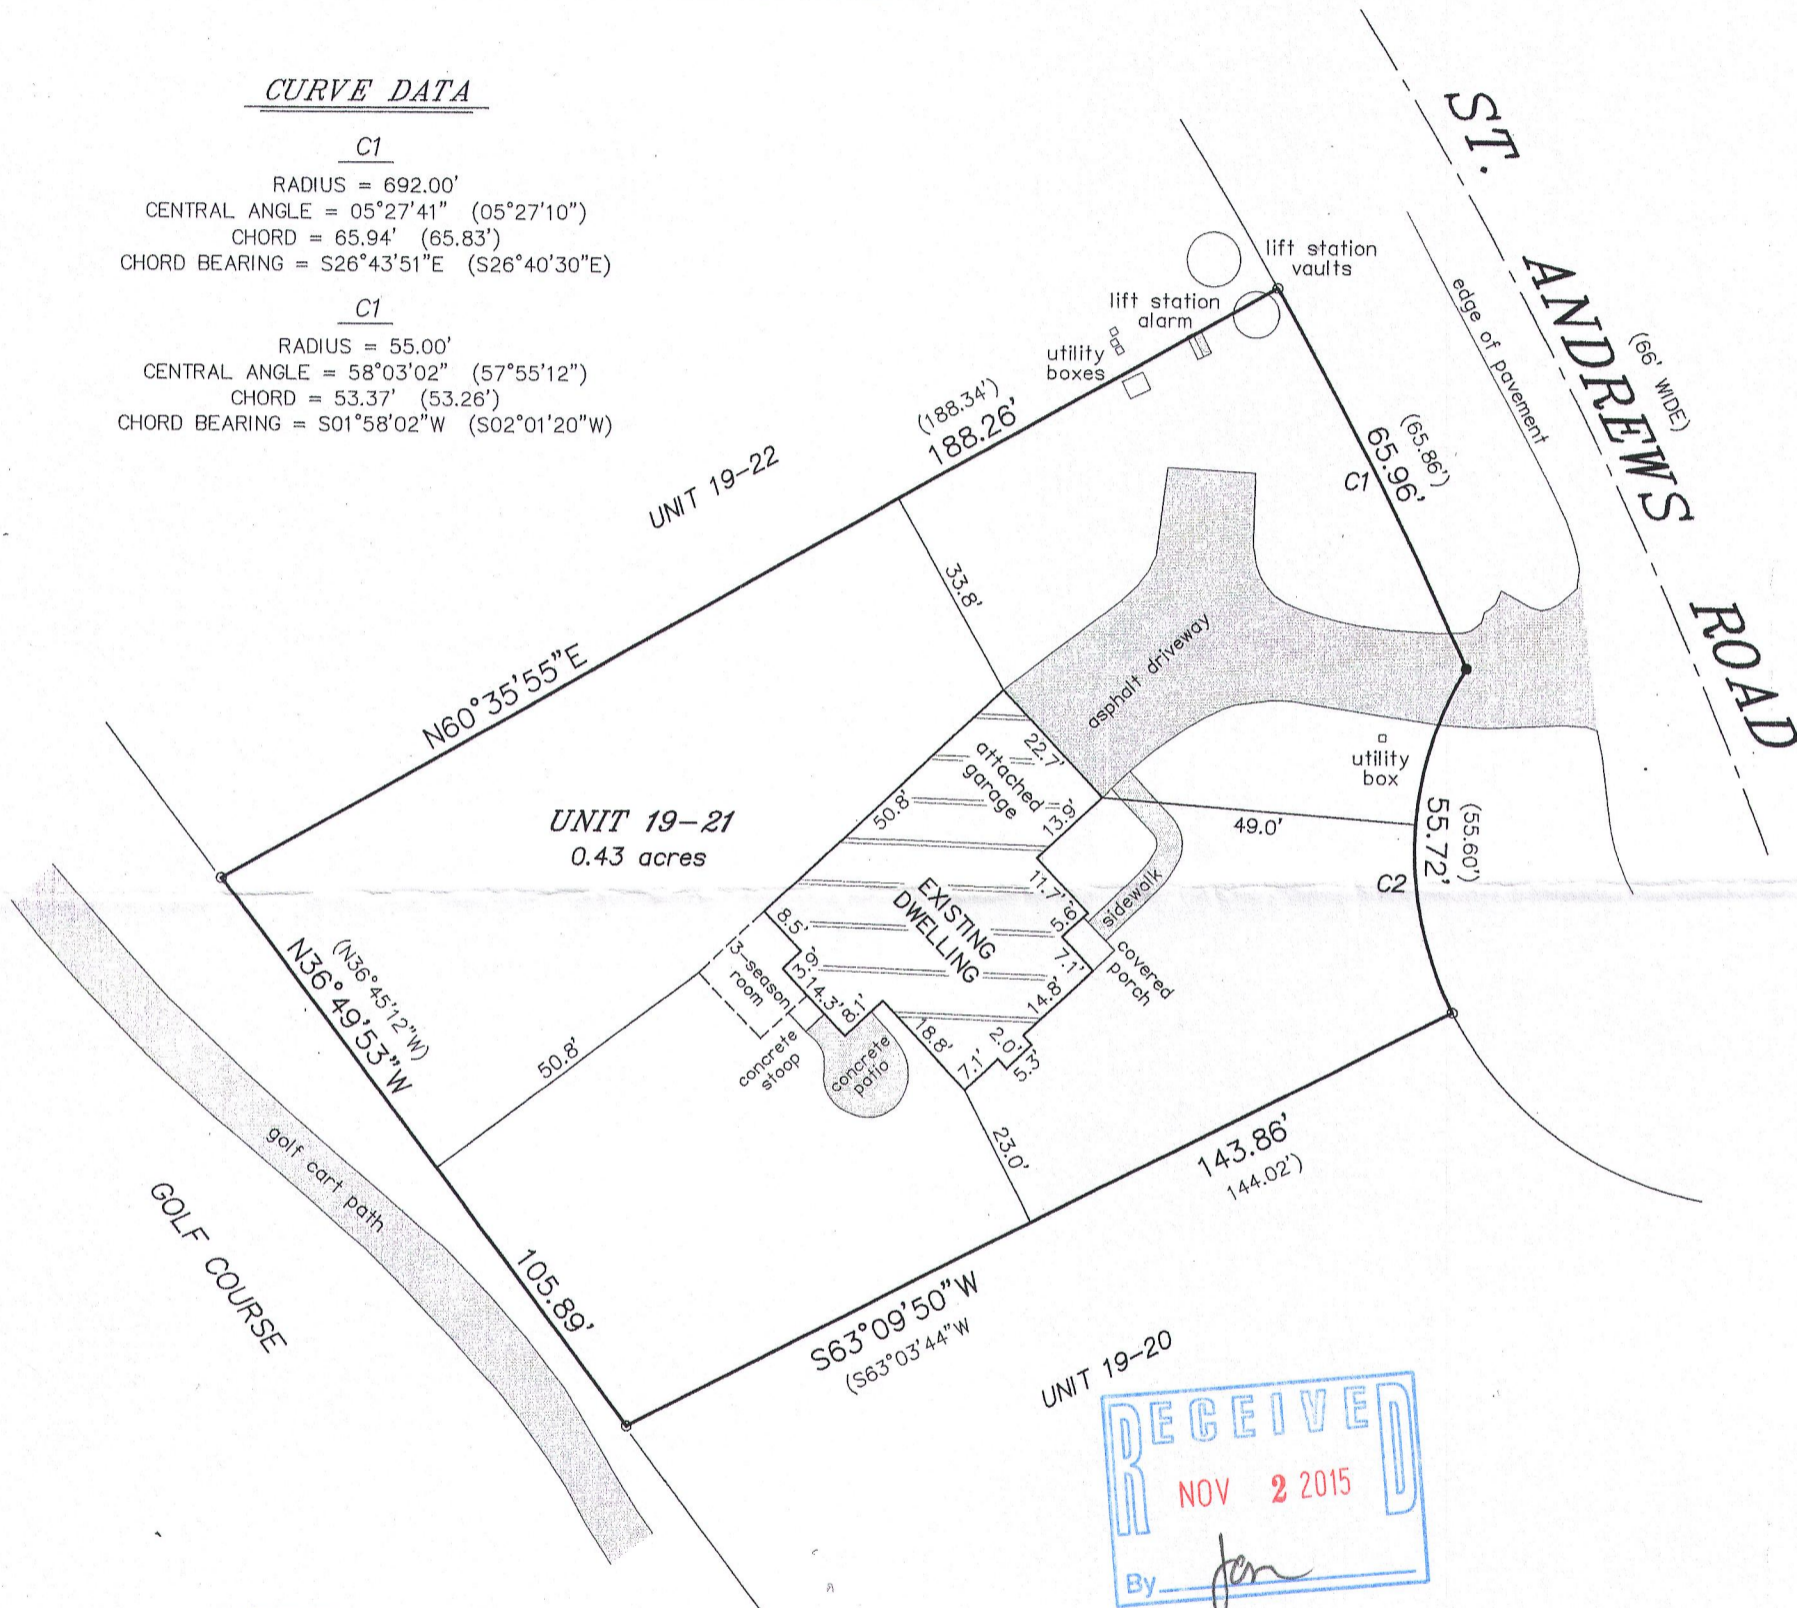 CURVE DATA
C1
RADIUS = 692.00'
CENTRAL ANGLE = 05°27'41" (05°27'10")
CHORD = 65.94' (65.83')
CHORD BEARING = S26°43'51"E (S26°40'30"E)
C1
RADIUS = 55.00'
CENTRAL ANGLE = 58°03'02" (57°55'12")
CHORD = 53.37' (53.26')
CHORD BEARING = S01°58'02"W (S02°01'20"W)
ST. ANDREWS ROAD
(66' WIDE)
edge of pavement
lift station
vaults
lift station
alarm
utility
boxes
(188.34')
188.26'
UNIT 19-22
N60°35'55"E
(65.86')
65.96'
C1
33.8'
asphalt driveway
utility
box
49.0'
(55.60')
55.72'
C2
UNIT 19-21
0.43 acres
attached
garage
22.7'
13.9'
50.8'
11.7'
5.6'
7.1'
14.8'
2.0'
5.3'
7.1'
18.8'
8.1'
14.3'
3.9'
8.5'
EXISTING
DWELLING
sidewalk
covered
porch
3-season
room
concrete
stoop
concrete
patio
50.8'
23.0'
(N36°45'12"W)
N36°49'53"W
105.89'
golf cart path
GOLF COURSE
143.86'
144.02')
S63°09'50"W
(S63°03'44"W
UNIT 19-20
RECEIVED
NOV 2 2015
By Jan